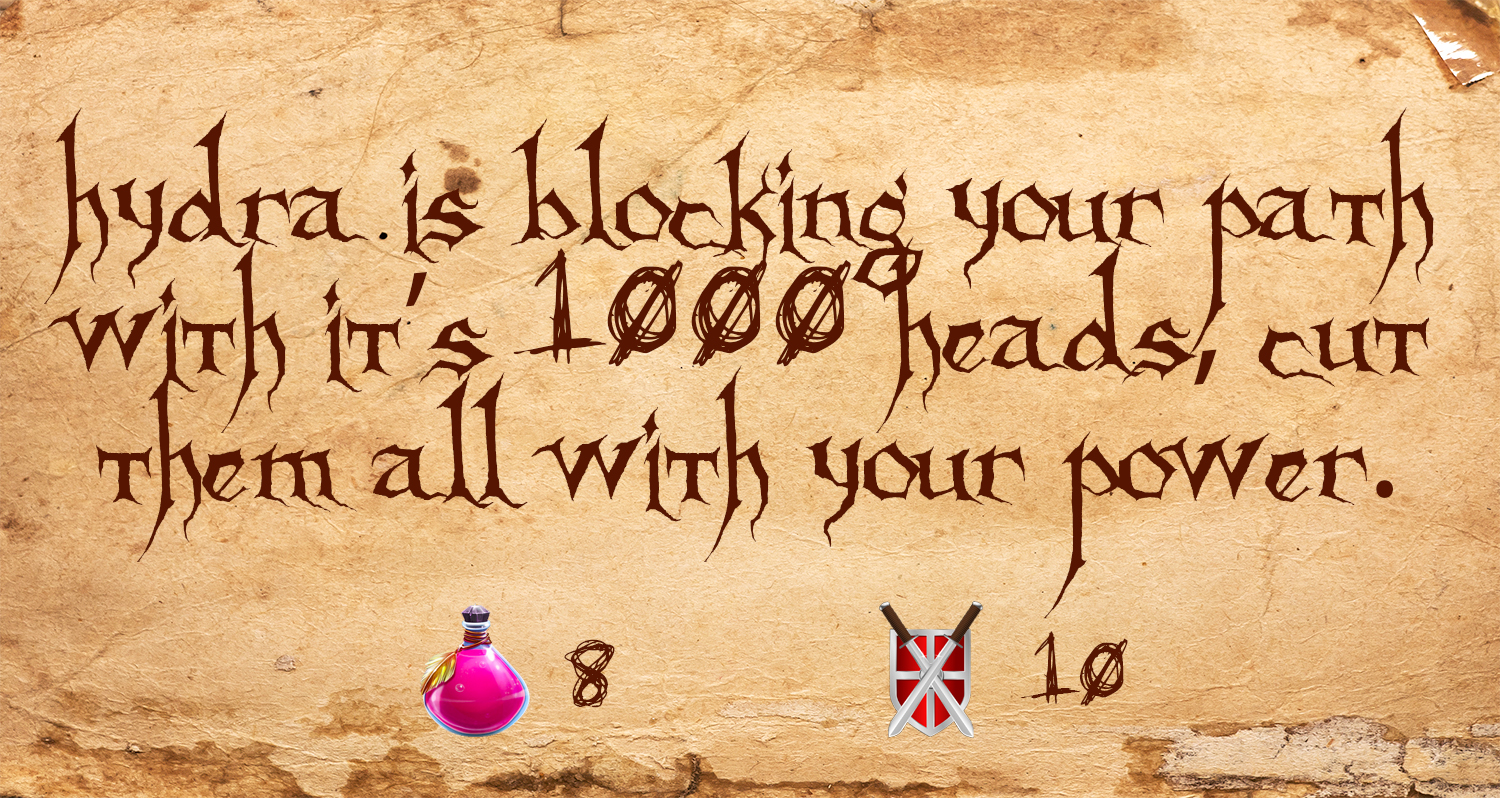 hydra is blocking your path
with it's 1000 heads, cut
them all with your power.
8 10